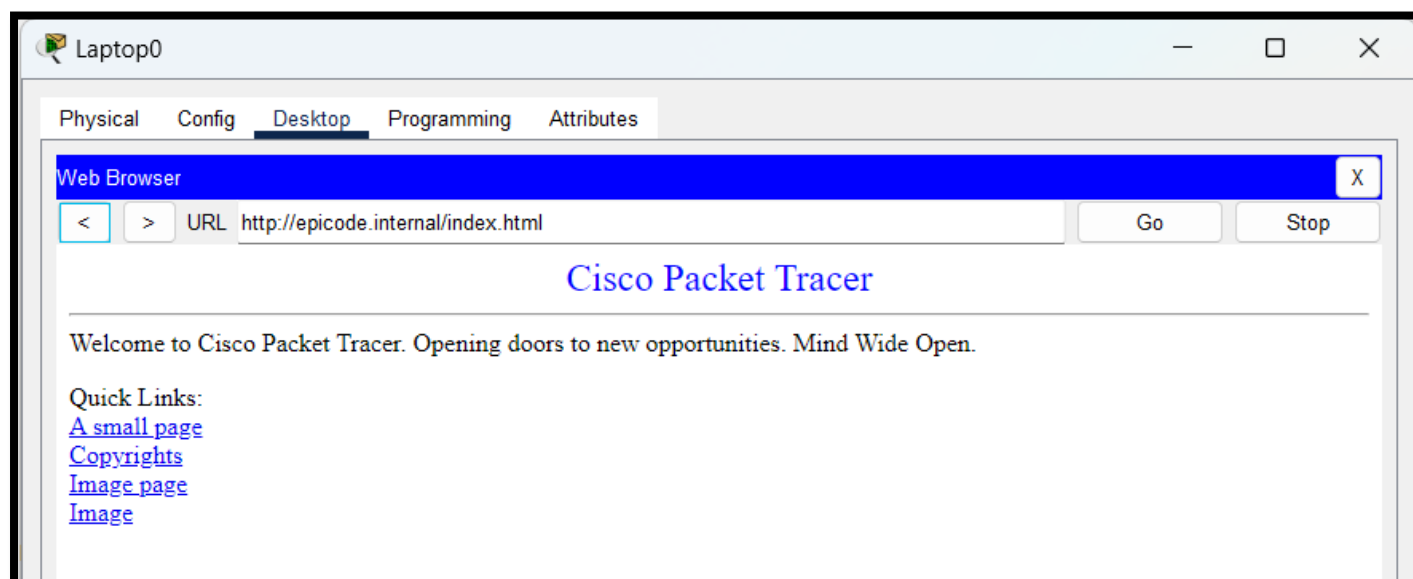 Laptop0
Physical Config Desktop Programming Attributes
Web Browser X
< > URL http://epicode.internal/index.html Go Stop
Cisco Packet Tracer
Welcome to Cisco Packet Tracer. Opening doors to new opportunities. Mind Wide Open.
Quick Links:
A small page
Copyrights
Image page
Image